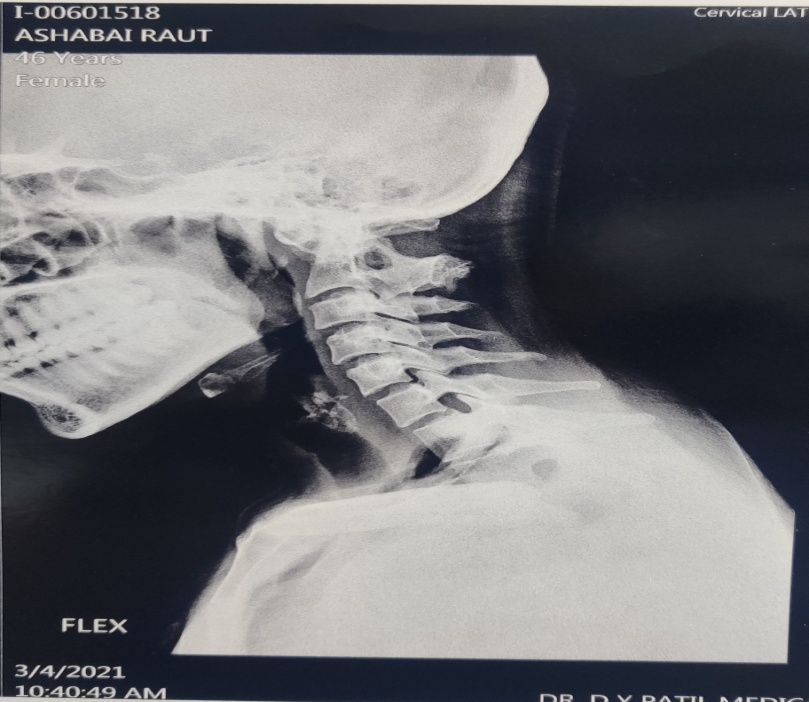 I-00601518
Cervical LAT
ASHABAI RAUT
46 Years
Female
FLEX
3/4/2021
10:40:49 AM
DR. D Y PATIL MEDIC